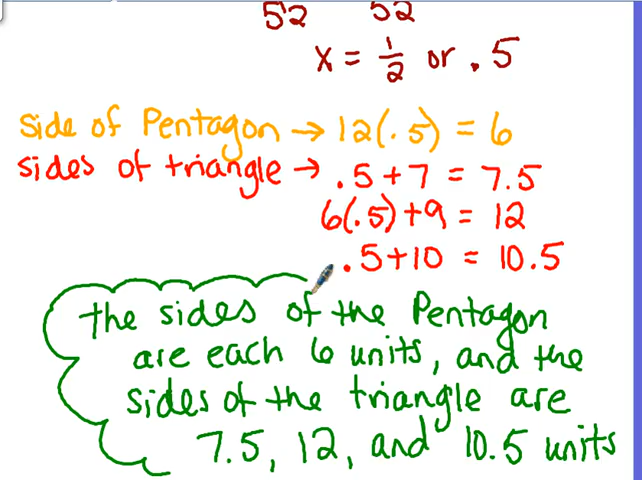 52 52
x = 1/2 or .5
side of Pentagon → 12(.5) = 6
sides of triangle → .5 + 7 = 7.5
6(.5) + 9 = 12
.5 + 10 = 10.5
the sides of the Pentagon
are each 6 units, and the
sides of the triangle are
7.5, 12, and 10.5 units